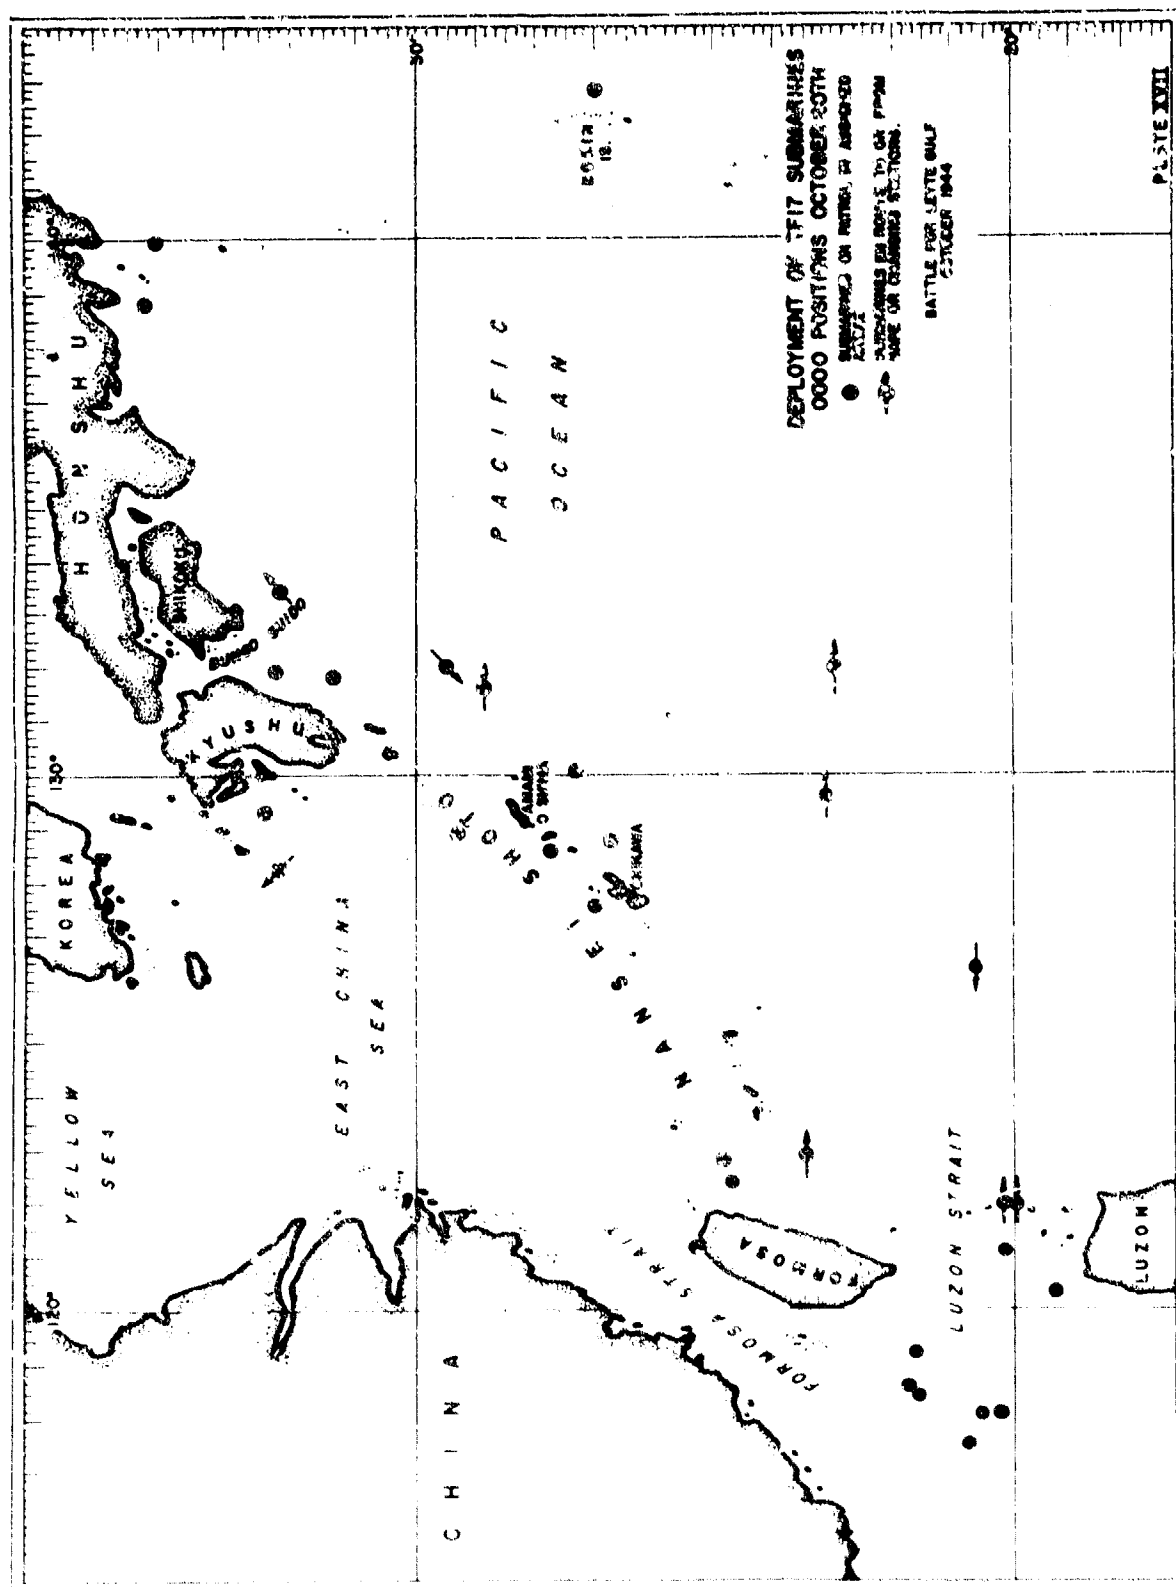 DEPLOYMENT OF TF17 SUBMARINES
0000 POSITIONS OCTOBER 20TH
SUBMARINES ON PATROL IN ASSIGNED
AREAS
SUBMARINES EN ROUTE TO OR FROM
BASE OR CHANGING STATIONS.
BATTLE FOR LEYTE GULF
OCTOBER 1944
PLATE XVII
YELLOW
SEA
KOREA
HONSHU
SHIKOKU
BUNGO SUIDO
KYUSHU
EAST CHINA
SEA
CHINA
PACIFIC
OCEAN
NANSEI SHOTO
AMAMI
O SHIMA
OKINAWA
FORMOSA STRAIT
FORMOSA
LUZON STRAIT
LUZON
120°
130°
30°
20°